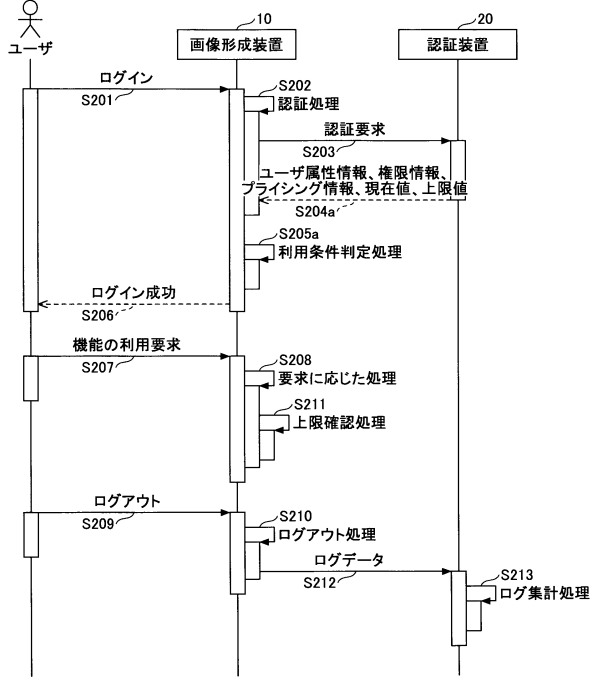 10
20
ユーザ
画像形成装置
認証装置
ログイン
S201
S202
認証処理
認証要求
S203
ユーザ属性情報、権限情報、
プライシング情報、現在値、上限値
S204a
S205a
利用条件判定処理
ログイン成功
S206
機能の利用要求
S207
S208
要求に応じた処理
S211
上限確認処理
ログアウト
S209
S210
ログアウト処理
ログデータ
S212
S213
ログ集計処理